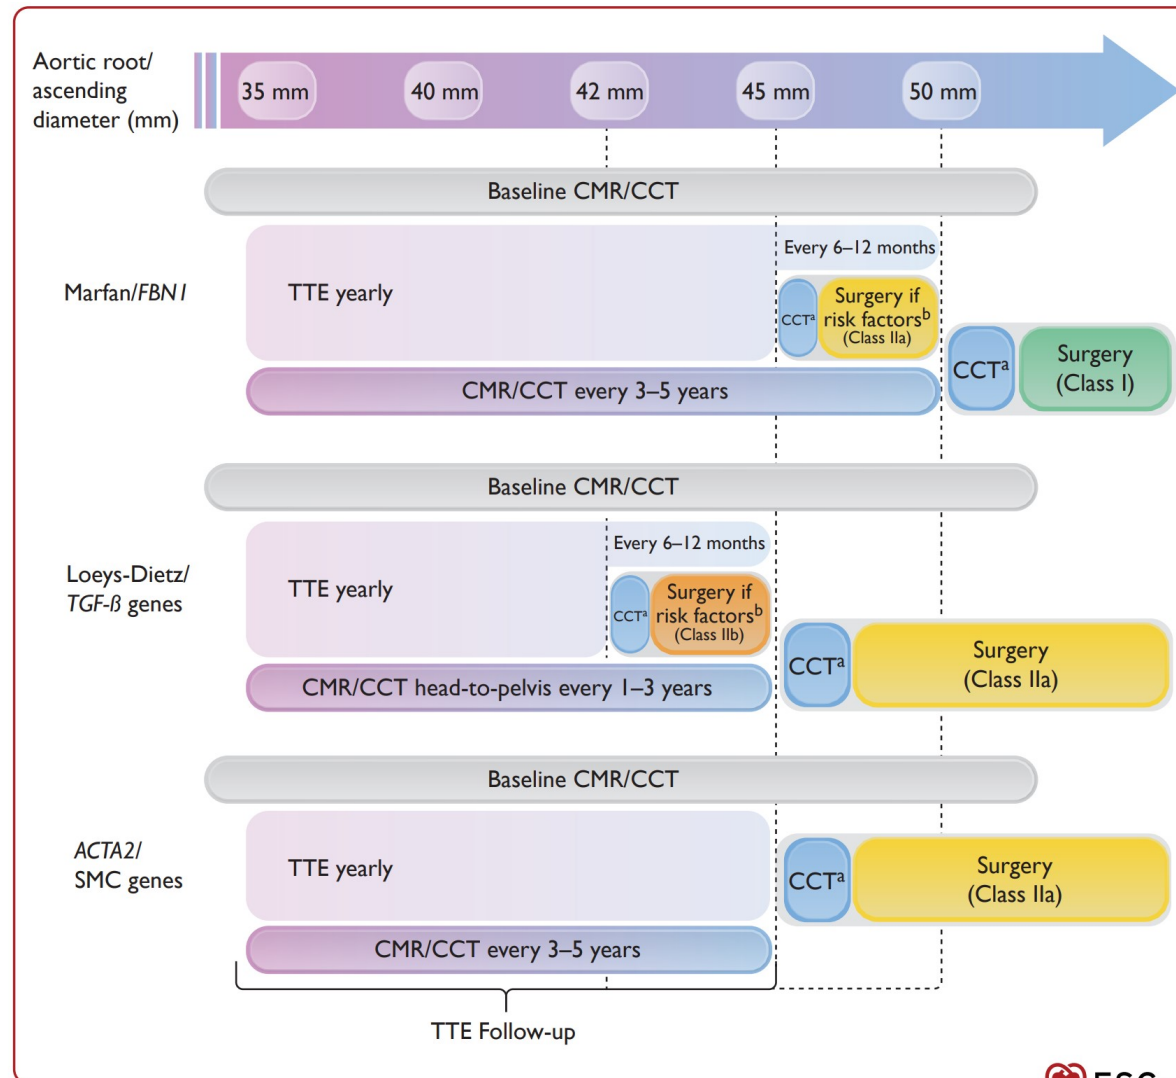 Aortic root/
ascending
diameter (mm)
35 mm
40 mm
42 mm
45 mm
50 mm
Baseline CMR/CCT
Marfan/FBN1
TTE yearly
Every 6–12 months
CCTᵃ
Surgery if
risk factorsᵇ
(Class IIa)
CCTᵃ
Surgery
(Class I)
CMR/CCT every 3–5 years
Baseline CMR/CCT
Loeys-Dietz/
TGF-ß genes
TTE yearly
Every 6–12 months
CCTᵃ
Surgery if
risk factorsᵇ
(Class IIb)
CCTᵃ
Surgery
(Class IIa)
CMR/CCT head-to-pelvis every 1–3 years
Baseline CMR/CCT
ACTA2/
SMC genes
TTE yearly
CCTᵃ
Surgery
(Class IIa)
CMR/CCT every 3–5 years
TTE Follow-up
ESC